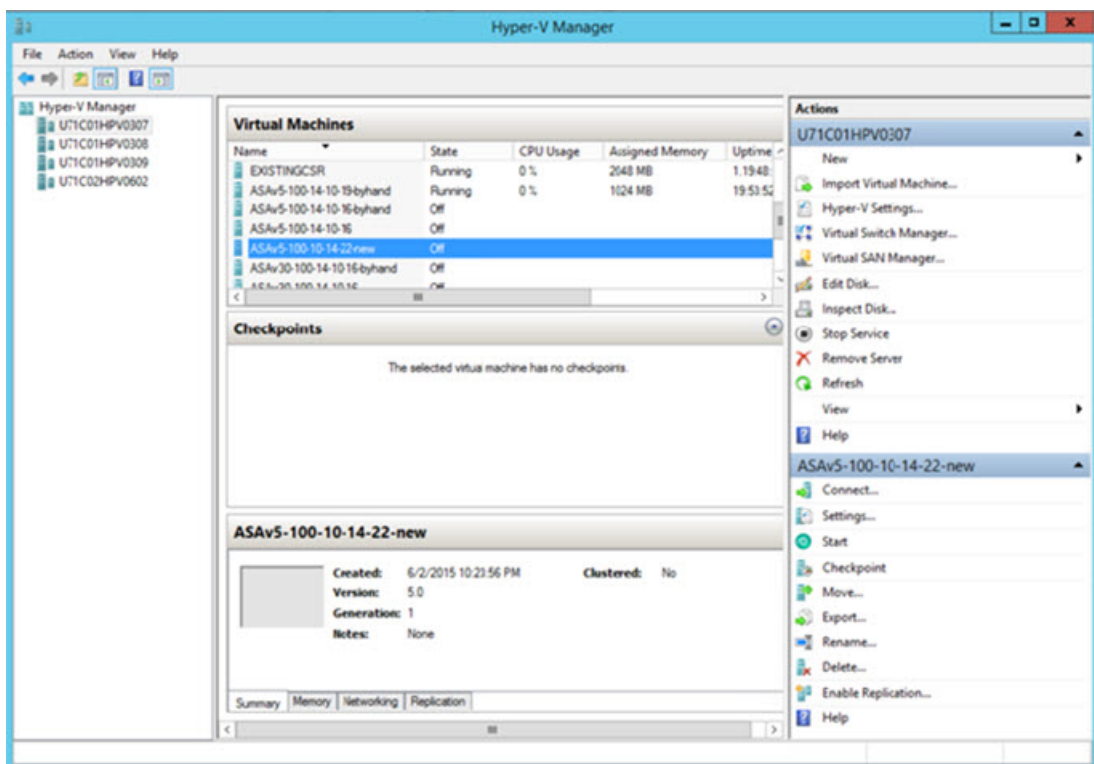 Hyper-V Manager
File Action View Help
Hyper-V Manager
U71C01HPV0307
U71C01HPV0308
U71C01HPV0309
U71C02HPV0602
Virtual Machines
Name State CPU Usage Assigned Memory Uptime
EXISTINGCSR Running 0 % 2048 MB 1.19:48:
ASAv5-100-14-10-19-byhand Running 0 % 1024 MB 19:53:52
ASAv5-100-14-10-16-byhand Off
ASAv5-100-14-10-16 Off
ASAv5-100-10-14-22-new Off
ASAv30-100-14-10-16-byhand Off
Checkpoints
The selected virtual machine has no checkpoints.
ASAv5-100-10-14-22-new
Created: 6/2/2015 10:23:56 PM Clustered: No
Version: 5.0
Generation: 1
Notes: None
Summary Memory Networking Replication
Actions
U71C01HPV0307
New
Import Virtual Machine...
Hyper-V Settings...
Virtual Switch Manager...
Virtual SAN Manager...
Edit Disk...
Inspect Disk...
Stop Service
Remove Server
Refresh
View
Help
ASAv5-100-10-14-22-new
Connect...
Settings...
Start
Checkpoint
Move...
Export...
Rename...
Delete...
Enable Replication...
Help